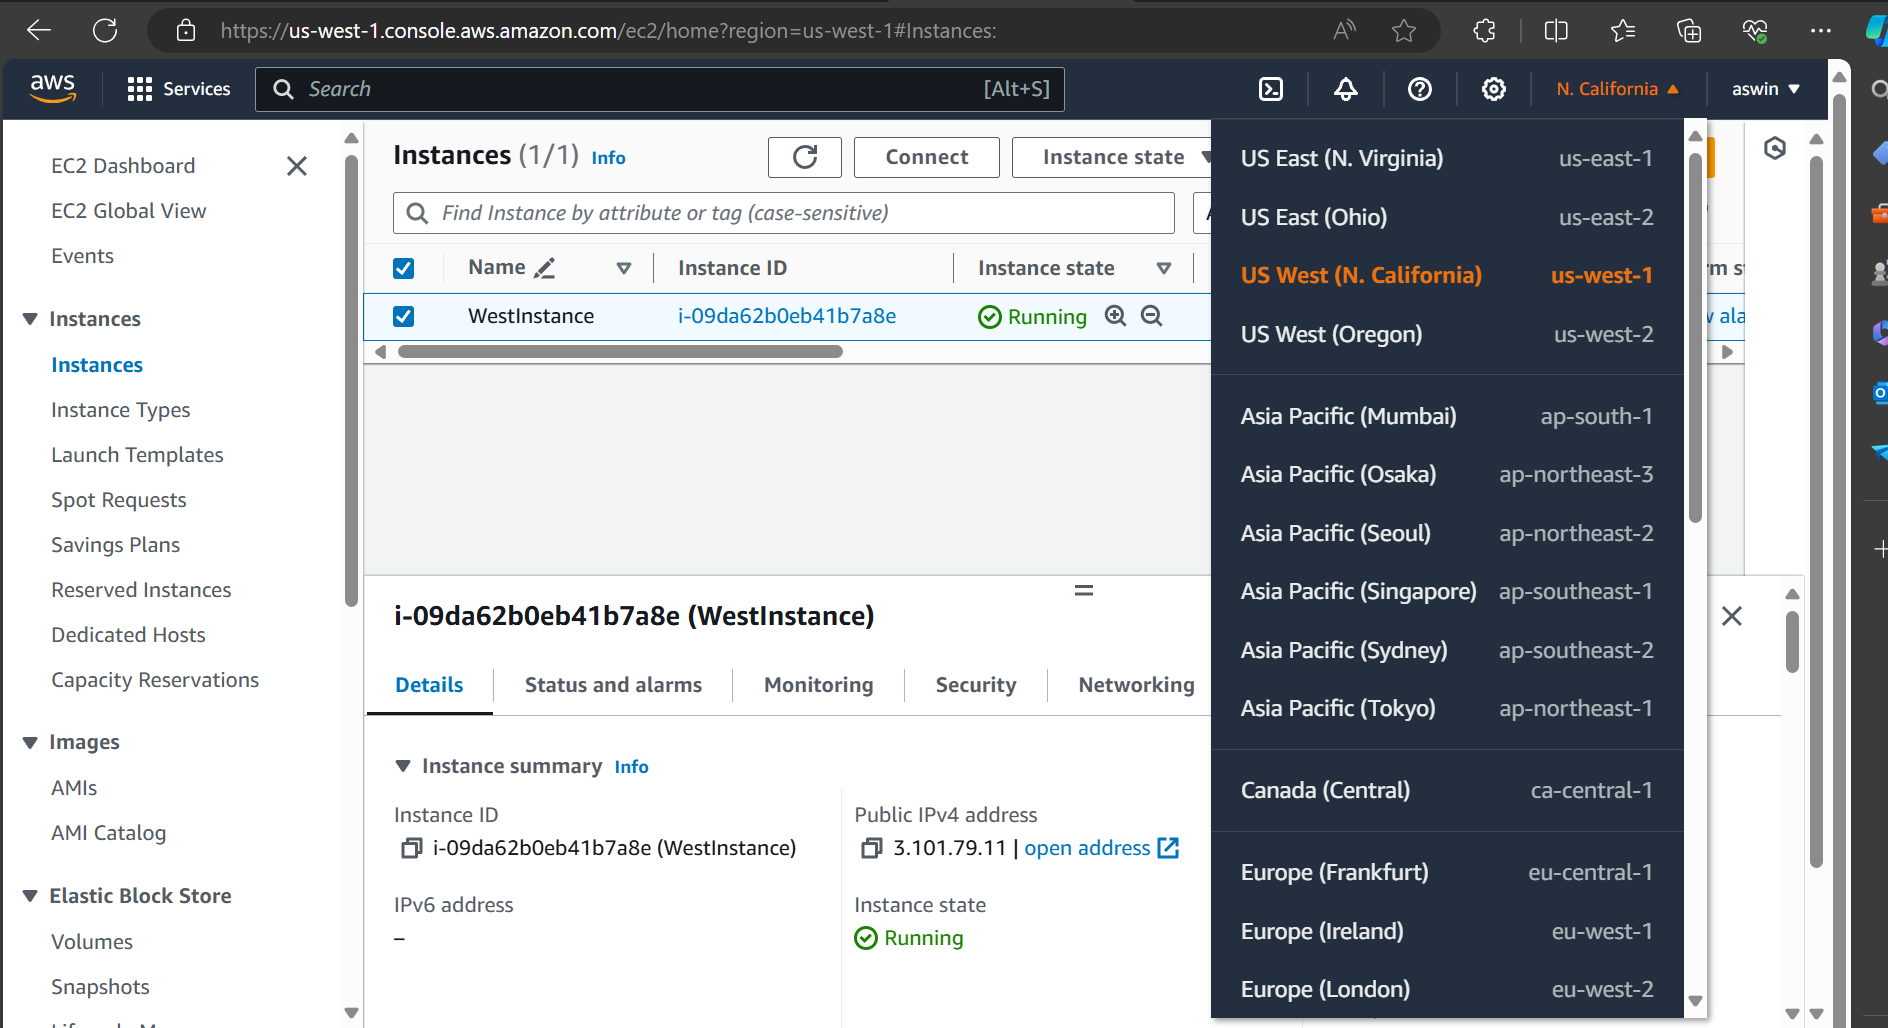 https://us-west-1.console.aws.amazon.com/ec2/home?region=us-west-1#Instances:
aws
Services
Search
[Alt+S]
N. California
aswin
EC2 Dashboard
EC2 Global View
Events
Instances
Instances
Instance Types
Launch Templates
Spot Requests
Savings Plans
Reserved Instances
Dedicated Hosts
Capacity Reservations
Images
AMIs
AMI Catalog
Elastic Block Store
Volumes
Snapshots
Instances (1/1) Info
Connect
Instance state
Find Instance by attribute or tag (case-sensitive)
Name
Instance ID
Instance state
WestInstance
i-09da62b0eb41b7a8e
Running
i-09da62b0eb41b7a8e (WestInstance)
Details
Status and alarms
Monitoring
Security
Networking
Instance summary Info
Instance ID
i-09da62b0eb41b7a8e (WestInstance)
IPv6 address
–
Public IPv4 address
3.101.79.11 | open address
Instance state
Running
US East (N. Virginia) us-east-1
US East (Ohio) us-east-2
US West (N. California) us-west-1
US West (Oregon) us-west-2
Asia Pacific (Mumbai) ap-south-1
Asia Pacific (Osaka) ap-northeast-3
Asia Pacific (Seoul) ap-northeast-2
Asia Pacific (Singapore) ap-southeast-1
Asia Pacific (Sydney) ap-southeast-2
Asia Pacific (Tokyo) ap-northeast-1
Canada (Central) ca-central-1
Europe (Frankfurt) eu-central-1
Europe (Ireland) eu-west-1
Europe (London) eu-west-2